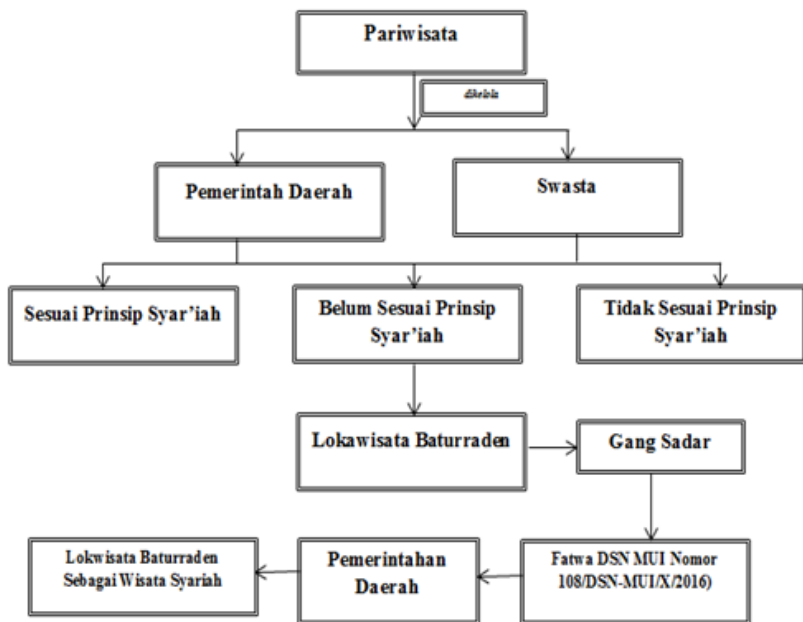 Pariwisata
dikelola
Pemerintah Daerah
Swasta
Sesuai Prinsip Syar’iah
Belum Sesuai Prinsip
Syar’iah
Tidak Sesuai Prinsip
Syar’iah
Lokawisata Baturraden
Gang Sadar
Lokwisata Baturraden
Sebagai Wisata Syariah
Pemerintahan
Daerah
Fatwa DSN MUI Nomor
108/DSN-MUI/X/2016)